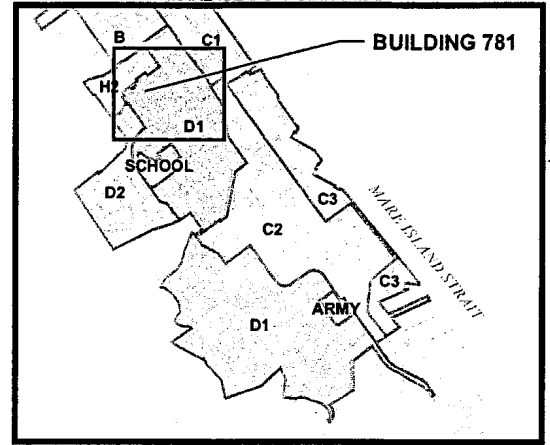 BUILDING 781
B
C1
H2
D1
SCHOOL
D2
C3
C2
MARE ISLAND STRAIT
C3
ARMY
D1